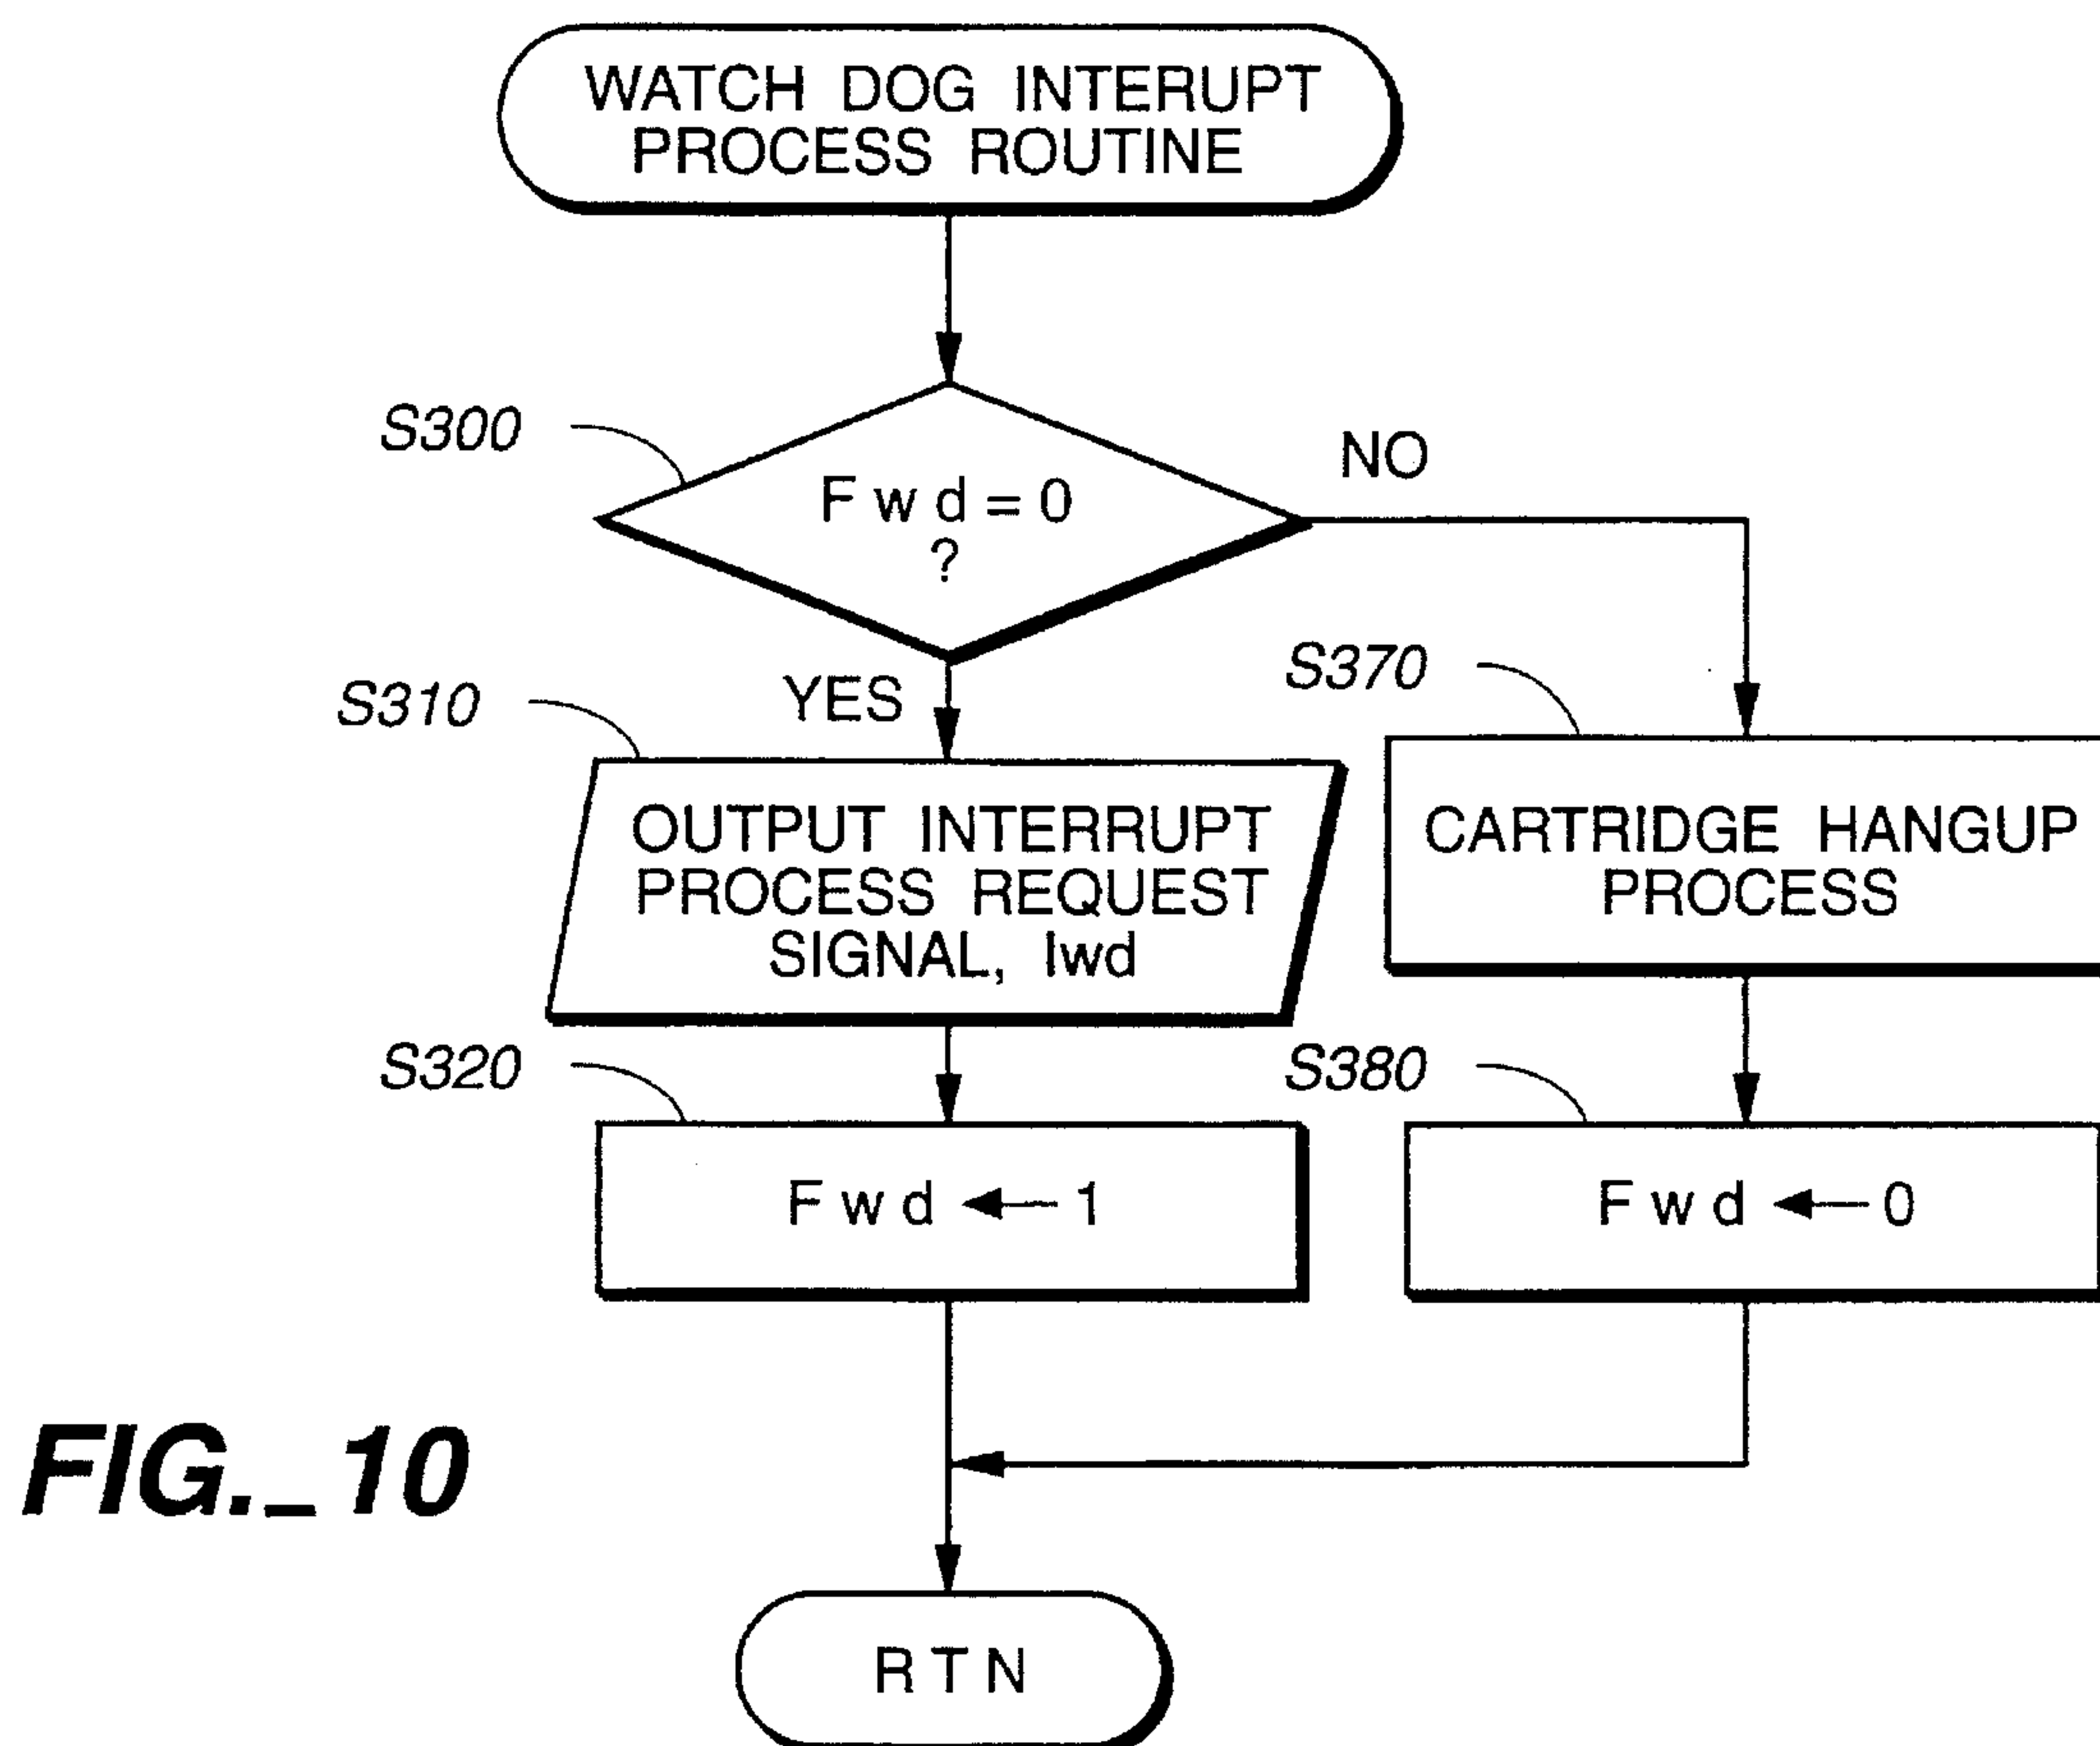 WATCH DOG INTERUPT
PROCESS ROUTINE
S300
F w d = 0
?
NO
YES
S310
OUTPUT INTERRUPT
PROCESS REQUEST
SIGNAL, Iwd
S370
CARTRIDGE HANGUP
PROCESS
S320
F w d ← 1
S380
F w d ← 0
RTN
FIG._10